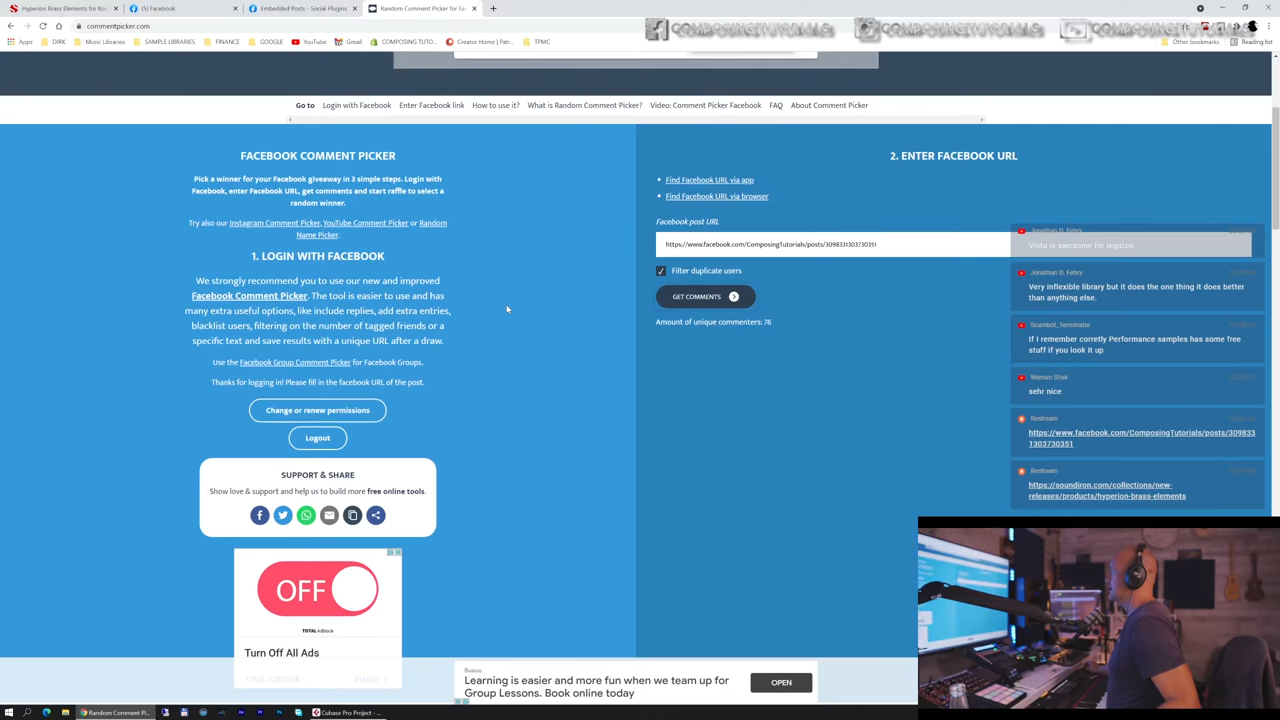 Hyperion Brass Elements for Ko
(5) Facebook
Embedded Posts - Social Plugins
Random Comment Picker for Fa
commentpicker.com
COMPOSINGTUTORIALS
COMPOSINGTUTORIALS
COMPOSINGTUTORIALS
Apps
DIRK
Music Libraries
SAMPLE LIBRARIES
FINANCE
GOOGLE
YouTube
Gmail
COMPOSING TUTO...
Creator Home | Patr...
TPMC
Other bookmarks
Reading list
Go to
Login with Facebook
Enter Facebook link
How to use it?
What is Random Comment Picker?
Video: Comment Picker Facebook
FAQ
About Comment Picker
FACEBOOK COMMENT PICKER
Pick a winner for your Facebook giveaway in 3 simple steps. Login with
Facebook, enter Facebook URL, get comments and start raffle to select a
random winner.
Try also our Instagram Comment Picker, YouTube Comment Picker or Random
Name Picker.
1. LOGIN WITH FACEBOOK
We strongly recommend you to use our new and improved
Facebook Comment Picker. The tool is easier to use and has
many extra useful options, like include replies, add extra entries,
blacklist users, filtering on the number of tagged friends or a
specific text and save results with a unique URL after a draw.
Use the Facebook Group Comment Picker for Facebook Groups.
Thanks for logging in! Please fill in the facebook URL of the post.
Change or renew permissions
Logout
SUPPORT & SHARE
Show love & support and help us to build more free online tools.
OFF
TOTAL AdBlock
Turn Off All Ads
Total AdBlock
Install
2. ENTER FACEBOOK URL
Find Facebook URL via app
Find Facebook URL via browser
Facebook post URL
https://www.facebook.com/ComposingTutorials/posts/3098331303730351
Filter duplicate users
GET COMMENTS
Amount of unique commenters: 76
Jonathan D. Febry
Vista is awesome for legatos
Jonathan D. Febry
Very inflexible library but it does the one thing it does better
than anything else.
Scambot_Terminator
If I remember corretly Performance samples has some free
stuff if you look it up
Waman Shak
sehr nice
Restream
https://www.facebook.com/ComposingTutorials/posts/309833
1303730351
Restream
https://soundiron.com/collections/new-
releases/products/hyperion-brass-elements
Busuu
Learning is easier and more fun when we team up for
Group Lessons. Book online today
OPEN
Random Comment Pi...
Cubase Pro Project - ...